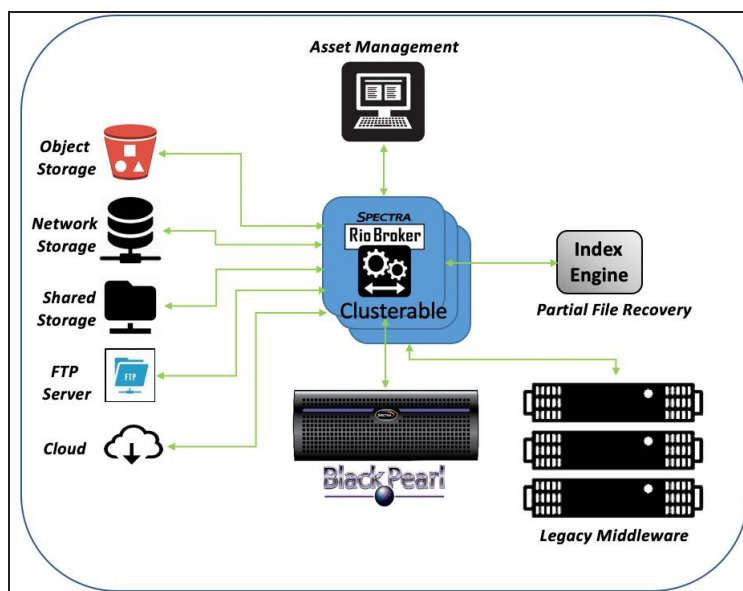 Asset Management
Object
Storage
Network
Storage
Shared
Storage
FTP
Server
FTP
Cloud
SPECTRA
Rio Broker
Clusterable
Index
Engine
Partial File Recovery
SPECTRA
BlackPearl
Legacy Middleware